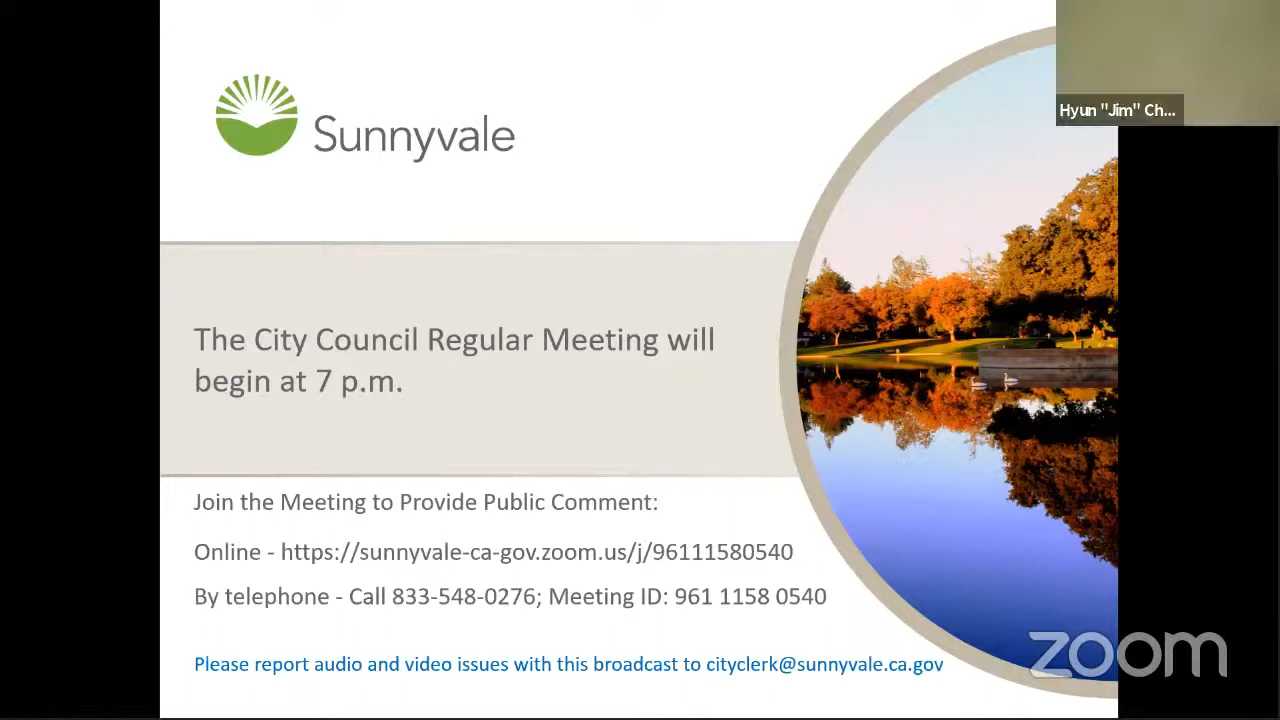 Hyun "Jim" Ch...
Sunnyvale
The City Council Regular Meeting will
begin at 7 p.m.
Join the Meeting to Provide Public Comment:
Online - https://sunnyvale-ca-gov.zoom.us/j/96111580540
By telephone - Call 833-548-0276; Meeting ID: 961 1158 0540
zoom
Please report audio and video issues with this broadcast to cityclerk@sunnyvale.ca.gov